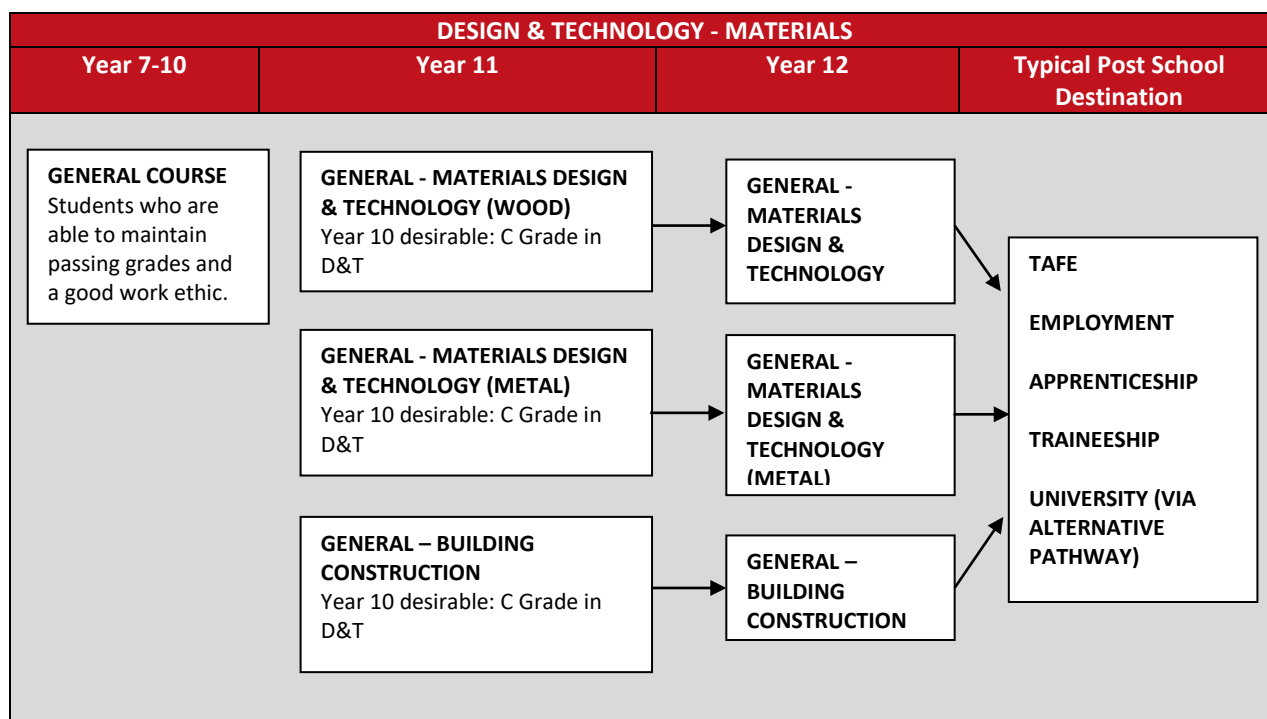 DESIGN & TECHNOLOGY - MATERIALS
Year 7-10
Year 11
Year 12
Typical Post School
Destination
GENERAL COURSE
Students who are
able to maintain
passing grades and
a good work ethic.
GENERAL - MATERIALS DESIGN
& TECHNOLOGY (WOOD)
Year 10 desirable: C Grade in
D&T
GENERAL - MATERIALS DESIGN
& TECHNOLOGY (METAL)
Year 10 desirable: C Grade in
D&T
GENERAL – BUILDING
CONSTRUCTION
Year 10 desirable: C Grade in
D&T
GENERAL -
MATERIALS
DESIGN &
TECHNOLOGY
GENERAL -
MATERIALS
DESIGN &
TECHNOLOGY
(METAL)
GENERAL –
BUILDING
CONSTRUCTION
TAFE
EMPLOYMENT
APPRENTICESHIP
TRAINEESHIP
UNIVERSITY (VIA
ALTERNATIVE
PATHWAY)